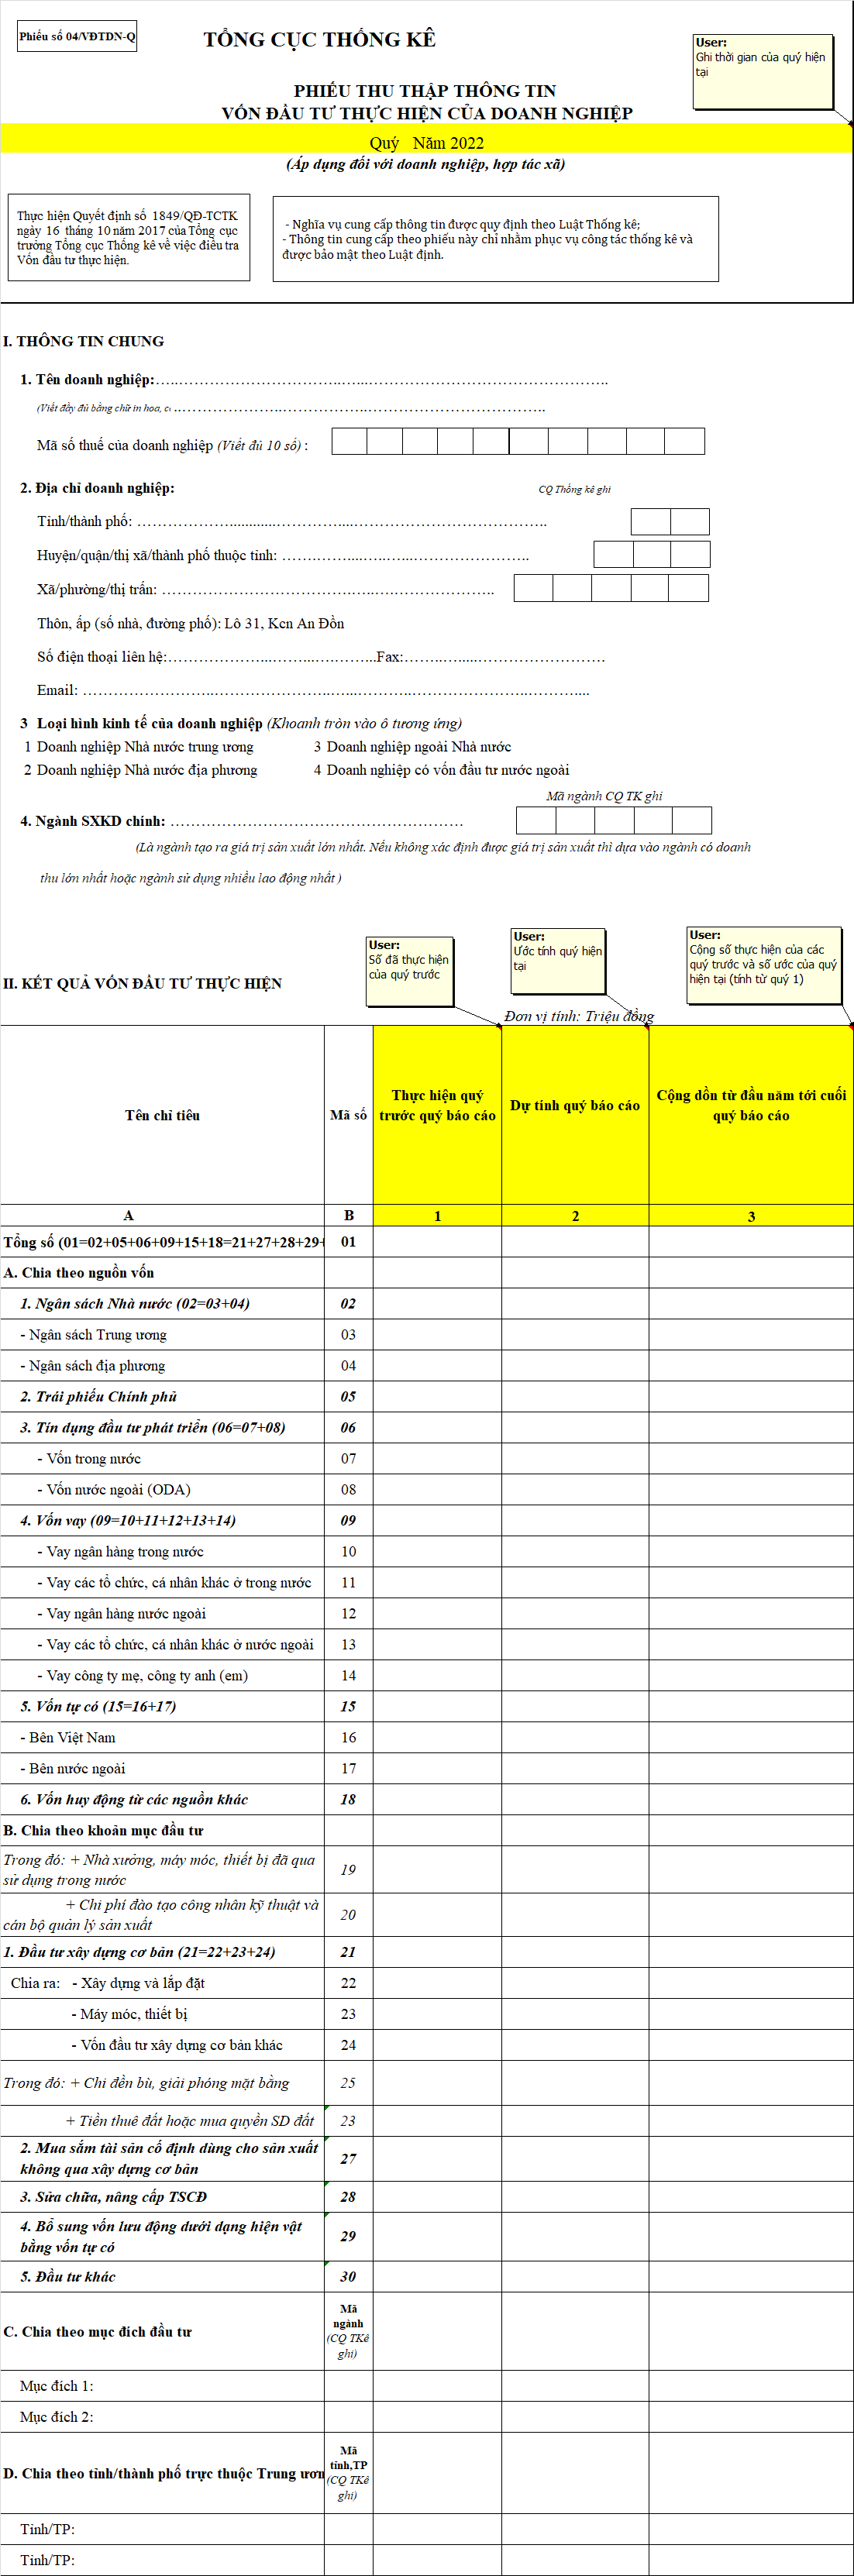 Phiếu số 04/VĐTDN-Q
TỔNG CỤC THỐNG KÊ
User:
Ghi thời gian của quý hiện
tại
PHIẾU THU THẬP THÔNG TIN
VỐN ĐẦU TƯ THỰC HIỆN CỦA DOANH NGHIỆP
Quý Năm 2022
(Áp dụng đối với doanh nghiệp, hợp tác xã)
Thực hiện Quyết định số 1849/QĐ-TCTK
ngày 16 tháng 10 năm 2017 của Tổng cục
trưởng Tổng cục Thống kê về việc điều tra
Vốn đầu tư thực hiện.
- Nghĩa vụ cung cấp thông tin được quy định theo Luật Thống kê;
- Thông tin cung cấp theo phiếu này chỉ nhằm phục vụ công tác thống kê và
được bảo mật theo Luật định.
I. THÔNG TIN CHUNG
1. Tên doanh nghiệp:…..……………………………..…...……………………………………..
(Viết đầy đủ bằng chữ in hoa, có ..………………..……………..…………………………..
Mã số thuế của doanh nghiệp (Viết đủ 10 số) :
2. Địa chỉ doanh nghiệp:
CQ Thống kê ghi
Tỉnh/thành phố: ………………............…………...……………………………..
Huyện/quận/thị xã/thành phố thuộc tỉnh: …………....…..…...…………………..
Xã/phường/thị trấn: ……………………………..…..….………………..
Thôn, ấp (số nhà, đường phố): Lô 31, Kcn An Đồn
Số điện thoại liên hệ:………………...……...….……...Fax:……..….....…………………….
Email: ……………………..…………………..…...………..…………………..………....
3 Loại hình kinh tế của doanh nghiệp (Khoanh tròn vào ô tương ứng)
1 Doanh nghiệp Nhà nước trung ương 3 Doanh nghiệp ngoài Nhà nước
2 Doanh nghiệp Nhà nước địa phương 4 Doanh nghiệp có vốn đầu tư nước ngoài
Mã ngành CQ TK ghi
4. Ngành SXKD chính: …………………………………………………
(Là ngành tạo ra giá trị sản xuất lớn nhất. Nếu không xác định được giá trị sản xuất thì dựa vào ngành có doanh
thu lớn nhất hoặc ngành sử dụng nhiều lao động nhất )
User:
Số đã thực hiện
của quý trước
User:
Ước tính quý hiện
tại
User:
Cộng số thực hiện của các
quý trước và số ước của quý
hiện tại (tính từ quý 1)
II. KẾT QUẢ VỐN ĐẦU TƯ THỰC HIỆN
Đơn vị tính: Triệu đồng
Tên chỉ tiêu Mã số Thực hiện quý
trước quý báo cáo Dự tính quý báo cáo Cộng dồn từ đầu năm tới cuối
quý báo cáo
A B 1 2 3
Tổng số (01=02+05+06+09+15+18=21+27+28+29+ 01
A. Chia theo nguồn vốn
1. Ngân sách Nhà nước (02=03+04) 02
- Ngân sách Trung ương 03
- Ngân sách địa phương 04
2. Trái phiếu Chính phủ 05
3. Tín dụng đầu tư phát triển (06=07+08) 06
- Vốn trong nước 07
- Vốn nước ngoài (ODA) 08
4. Vốn vay (09=10+11+12+13+14) 09
- Vay ngân hàng trong nước 10
- Vay các tổ chức, cá nhân khác ở trong nước 11
- Vay ngân hàng nước ngoài 12
- Vay các tổ chức, cá nhân khác ở nước ngoài 13
- Vay công ty mẹ, công ty anh (em) 14
5. Vốn tự có (15=16+17) 15
- Bên Việt Nam 16
- Bên nước ngoài 17
6. Vốn huy động từ các nguồn khác 18
B. Chia theo khoản mục đầu tư
Trong đó: + Nhà xưởng, máy móc, thiết bị đã qua
sử dụng trong nước 19
+ Chi phí đào tạo công nhân kỹ thuật và
cán bộ quản lý sản xuất 20
1. Đầu tư xây dựng cơ bản (21=22+23+24) 21
Chia ra: - Xây dựng và lắp đặt 22
- Máy móc, thiết bị 23
- Vốn đầu tư xây dựng cơ bản khác 24
Trong đó: + Chi đền bù, giải phóng mặt bằng 25
+ Tiền thuê đất hoặc mua quyền SD đất 23
2. Mua sắm tài sản cố định dùng cho sản xuất
không qua xây dựng cơ bản 27
3. Sửa chữa, nâng cấp TSCĐ 28
4. Bổ sung vốn lưu động dưới dạng hiện vật
bằng vốn tự có 29
5. Đầu tư khác 30
C. Chia theo mục đích đầu tư Mã
ngành
(CQ TKê
ghi)
Mục đích 1:
Mục đích 2:
D. Chia theo tỉnh/thành phố trực thuộc Trung ươn Mã
tỉnh,TP
(CQ TKê
ghi)
Tỉnh/TP:
Tỉnh/TP: